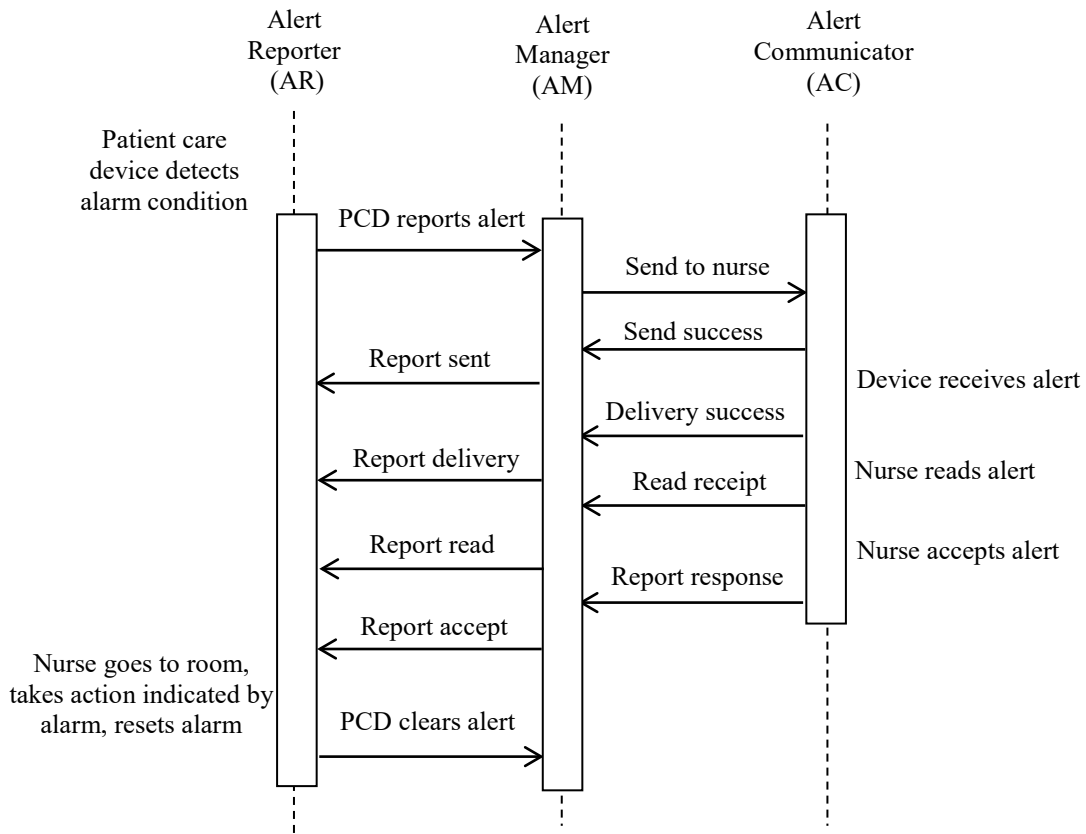 Alert
Reporter
(AR)
Alert
Manager
(AM)
Alert
Communicator
(AC)
Patient care
device detects
alarm condition
PCD reports alert
Send to nurse
Send success
Report sent
Device receives alert
Delivery success
Report delivery
Nurse reads alert
Read receipt
Report read
Nurse accepts alert
Report response
Report accept
Nurse goes to room,
takes action indicated by
alarm, resets alarm
PCD clears alert